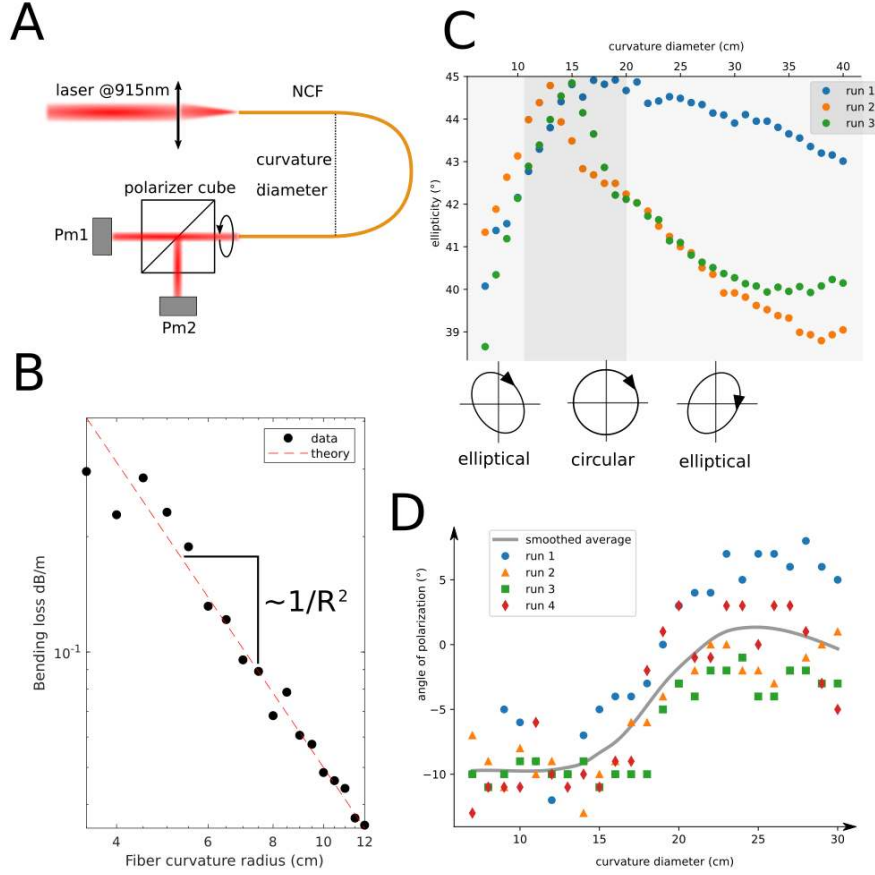 A
laser @915nm
NCF
curvature
diameter
polarizer cube
Pm1
Pm2
B
data
theory
~1/R²
Bending loss dB/m
10⁻¹
4
6
8
10
12
Fiber curvature radius (cm)
C
curvature diameter (cm)
10 15 20 25 30 35 40
run 1
run 2
run 3
ellipticity (°)
45
44
43
42
41
40
39
elliptical
circular
elliptical
D
smoothed average
run 1
run 2
run 3
run 4
angle of polarization (°)
5
0
−5
−10
10 15 20 25 30
curvature diameter (cm)